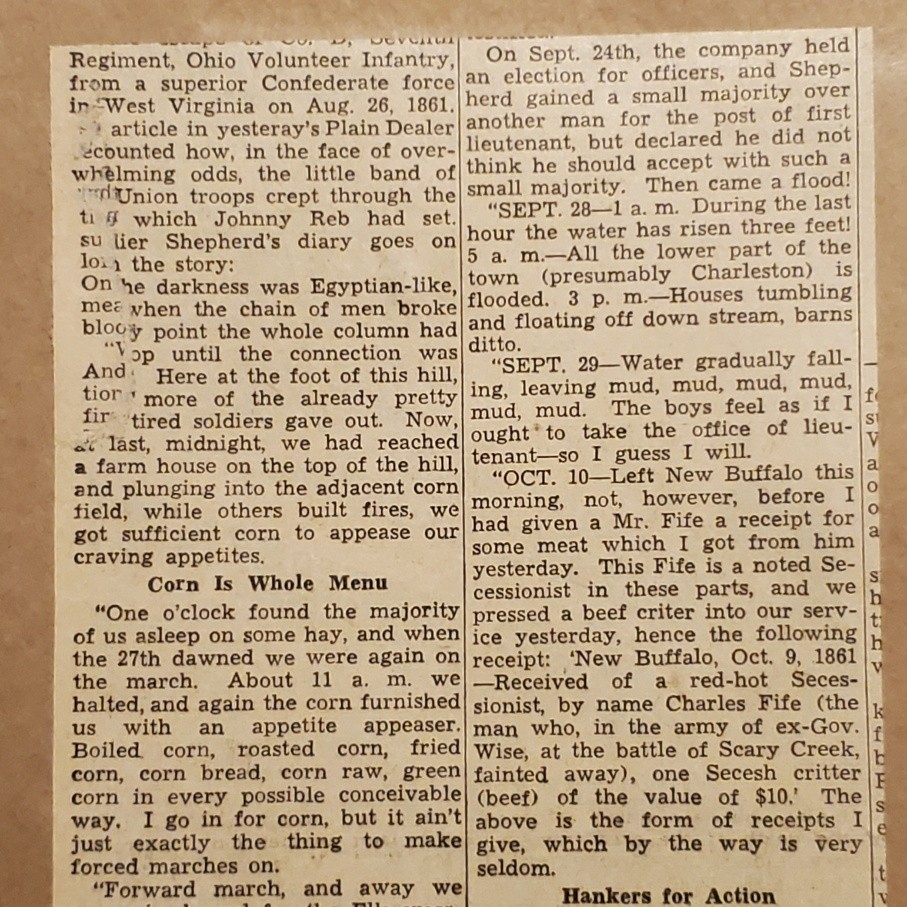 Regiment, Ohio Volunteer Infantry,
from a superior Confederate force
in West Virginia on Aug. 26, 1861.
article in yesteray's Plain Dealer
ecounted how, in the face of over-
whelming odds, the little band of
Union troops crept through the
which Johnny Reb had set.
su lier Shepherd's diary goes on
the story:
On he darkness was Egyptian-like,
mea when the chain of men broke
bloo y point the whole column had
op until the connection was
And Here at the foot of this hill,
tion more of the already pretty
fir tired soldiers gave out. Now,
at last, midnight, we had reached
a farm house on the top of the hill,
and plunging into the adjacent corn
field, while others built fires, we
got sufficient corn to appease our
craving appetites.
Corn Is Whole Menu
"One o'clock found the majority
of us asleep on some hay, and when
the 27th dawned we were again on
the march. About 11 a. m. we
halted, and again the corn furnished
us with an appetite appeaser.
Boiled corn, roasted corn, fried
corn, corn bread, corn raw, green
corn in every possible conceivable
way. I go in for corn, but it ain't
just exactly the thing to make
forced marches on.
"Forward march, and away we
On Sept. 24th, the company held
an election for officers, and Shep-
herd gained a small majority over
another man for the post of first
lieutenant, but declared he did not
think he should accept with such a
small majority. Then came a flood!
"SEPT. 28—1 a. m. During the last
hour the water has risen three feet!
5 a. m.—All the lower part of the
town (presumably Charleston) is
flooded. 3 p. m.—Houses tumbling
and floating off down stream, barns
ditto.
"SEPT. 29—Water gradually fall-
ing, leaving mud, mud, mud, mud,
mud, mud. The boys feel as if I
ought to take the office of lieu-
tenant—so I guess I will.
"OCT. 10—Left New Buffalo this
morning, not, however, before I
had given a Mr. Fife a receipt for
some meat which I got from him
yesterday. This Fife is a noted Se-
cessionist in these parts, and we
pressed a beef criter into our serv-
ice yesterday, hence the following
receipt: 'New Buffalo, Oct. 9, 1861
—Received of a red-hot Seces-
sionist, by name Charles Fife (the
man who, in the army of ex-Gov.
Wise, at the battle of Scary Creek,
fainted away), one Secesh critter
(beef) of the value of $10.' The
above is the form of receipts I
give, which by the way is very
seldom.
Hankers for Action